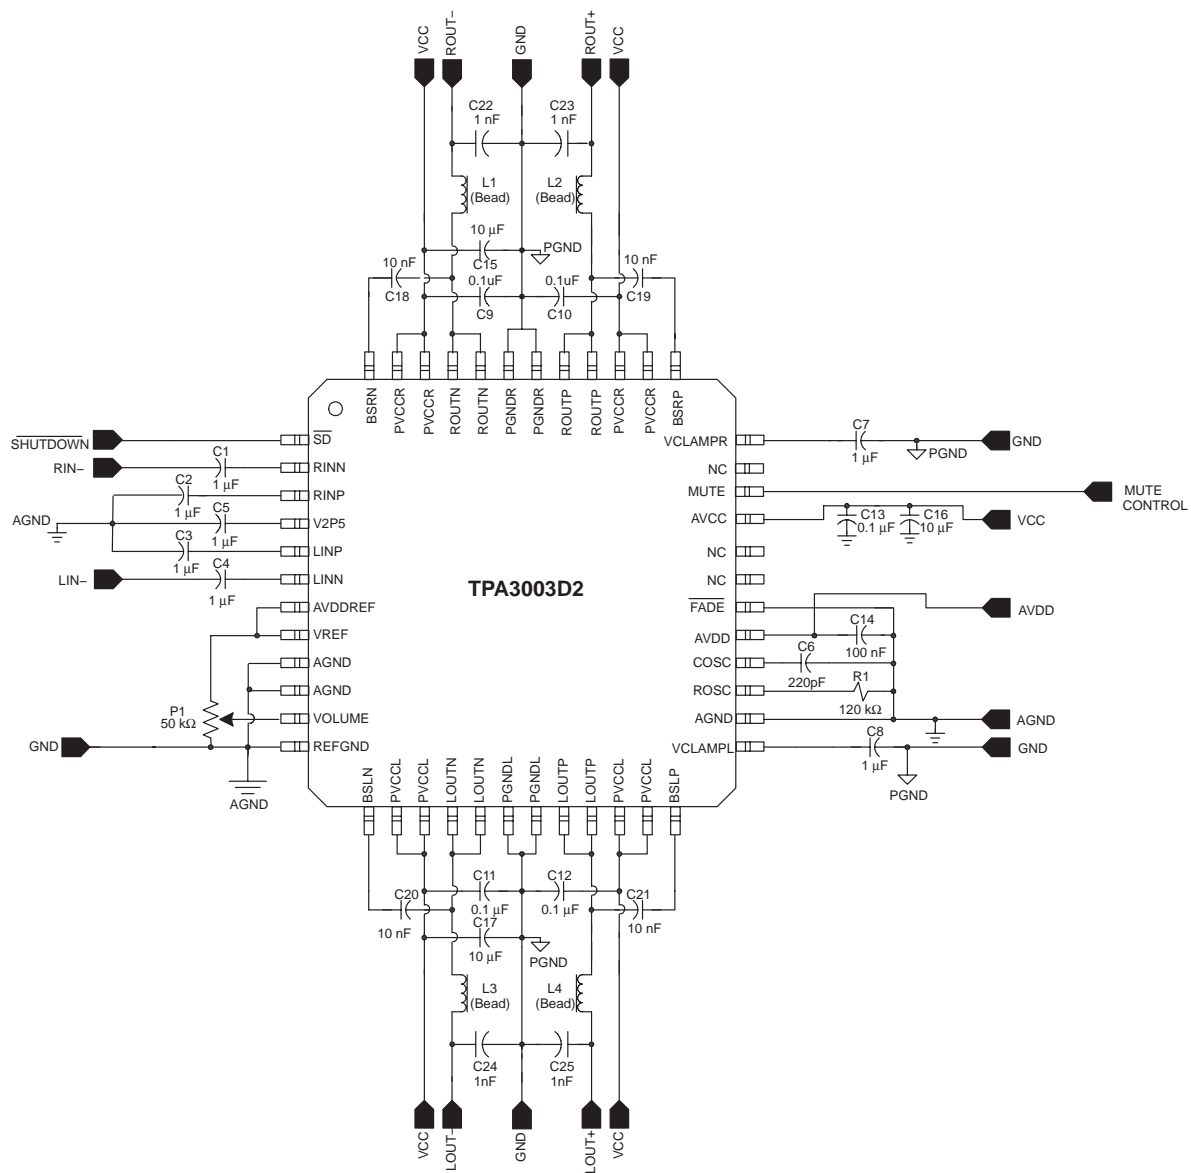 VCC
ROUT−
GND
ROUT+
VCC
C22
1 nF
C23
1 nF
L1
(Bead)
L2
(Bead)
10 µF
C15
PGND
10 nF
C18
0.1uF
C9
0.1uF
C10
10 nF
C19
BSRN
PVCCR
PVCCR
ROUTN
ROUTN
PGNDR
PGNDR
ROUTP
ROUTP
PVCCR
PVCCR
BSRP
SHUTDOWN
SD
RIN−
C1
1 µF
RINN
C2
1 µF
RINP
AGND
C5
1 µF
V2P5
C3
1 µF
LINP
LIN−
C4
1 µF
LINN
AVDDREF
VREF
AGND
AGND
P1
50 kΩ
VOLUME
GND
REFGND
AGND
TPA3003D2
VCLAMPR
C7
1 µF
PGND
GND
NC
MUTE
MUTE
CONTROL
AVCC
C13
0.1 µF
C16
10 µF
VCC
NC
NC
FADE
AVDD
AVDD
C14
100 nF
COSC
C6
220pF
ROSC
R1
120 kΩ
AGND
AGND
VCLAMPL
C8
1 µF
GND
PGND
BSLN
PVCCL
PVCCL
LOUTN
LOUTN
PGNDL
PGNDL
LOUTP
LOUTP
PVCCL
PVCCL
BSLP
C20
10 nF
C11
0.1 µF
C12
0.1 µF
C21
10 nF
C17
10 µF
PGND
L3
(Bead)
L4
(Bead)
C24
1nF
C25
1nF
VCC
LOUT−
GND
LOUT+
VCC